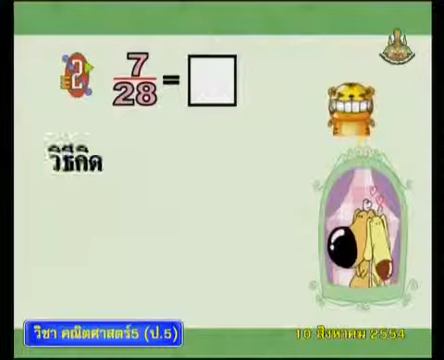 2 7/28 =
วิธีคิด
วิชา คณิตศาสตร์5 (ป.5)
10 สิงหาคม 2554